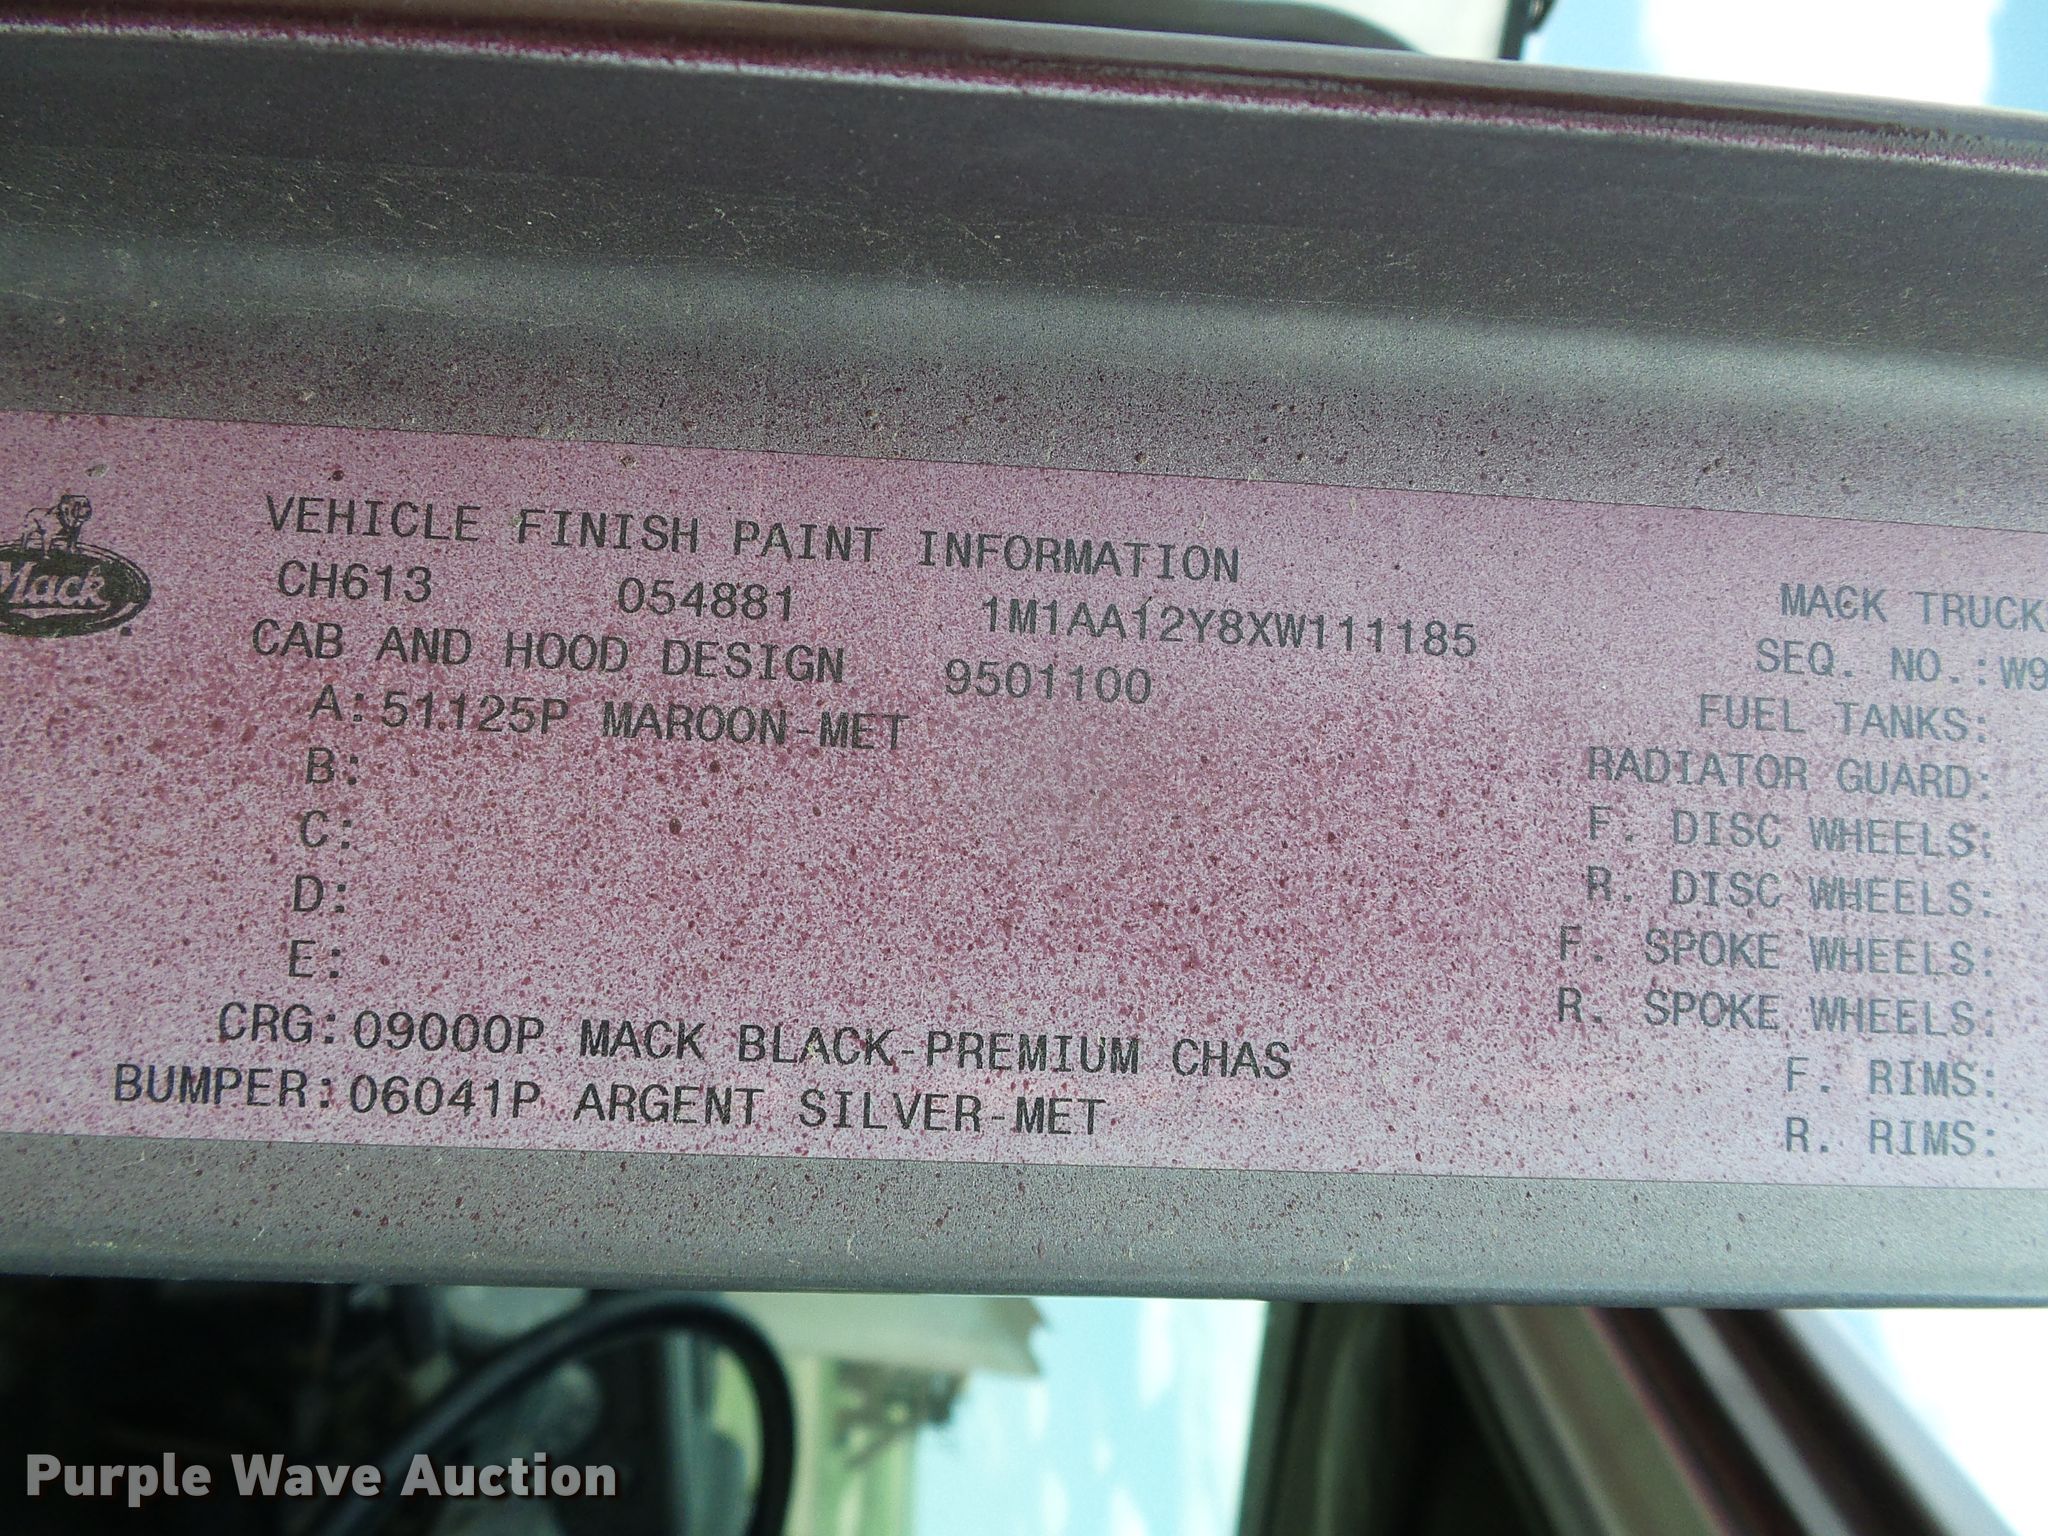 Mack
VEHICLE FINISH PAINT INFORMATION
CH613 054881 1M1AA12Y8XW111185
CAB AND HOOD DESIGN 9501100
A:51125P MAROON-MET
B:
C:
D:
E:
CRG:09000P MACK BLACK-PREMIUM CHAS
BUMPER:06041P ARGENT SILVER-MET
MACK TRUCK
SEQ. NO.:W9
FUEL TANKS:
RADIATOR GUARD:
F. DISC WHEELS:
R. DISC WHEELS:
F. SPOKE WHEELS:
R. SPOKE WHEELS:
F. RIMS:
R. RIMS:
Purple Wave Auction